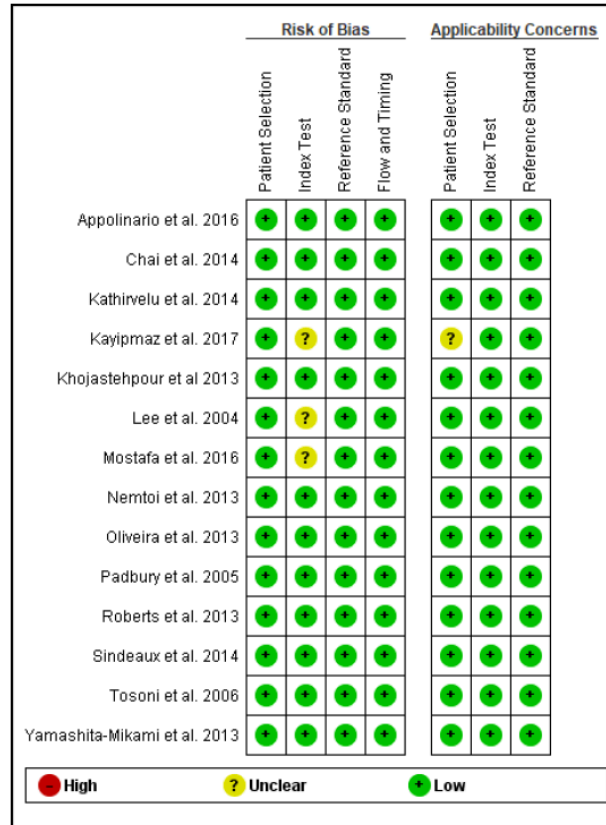 Risk of Bias Applicability Concerns
Patient Selection
Index Test
Reference Standard
Flow and Timing
Patient Selection
Index Test
Reference Standard
Appolinario et al. 2016 + + + + + + +
Chai et al. 2014 + + + + + + +
Kathirvelu et al. 2014 + + + + + + +
Kayipmaz et al. 2017 + ? + + ? + +
Khojastehpour et al 2013 + + + + + + +
Lee et al. 2004 + ? + + + + +
Mostafa et al. 2016 + ? + + + + +
Nemtoi et al. 2013 + + + + + + +
Oliveira et al. 2013 + + + + + + +
Padbury et al. 2005 + + + + + + +
Roberts et al. 2013 + + + + + + +
Sindeaux et al. 2014 + + + + + + +
Tosoni et al. 2006 + + + + + + +
Yamashita-Mikami et al. 2013 + + + + + + +
- High ? Unclear + Low